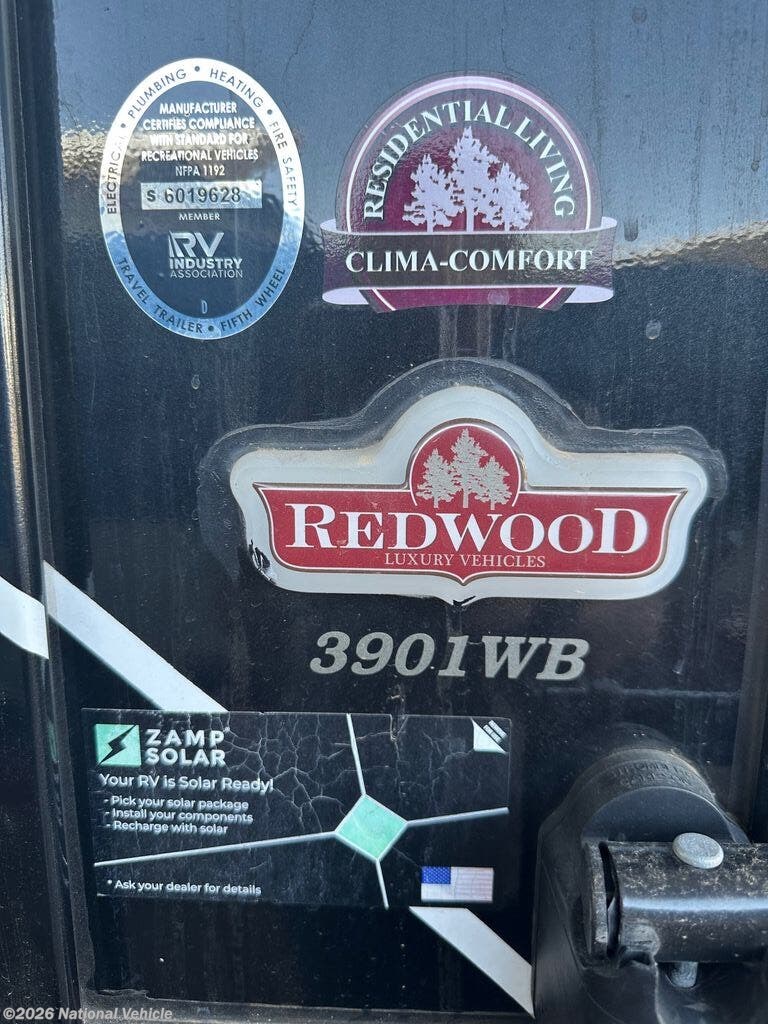 ELECTRICAL • PLUMBING • HEATING • FIRE SAFETY
MANUFACTURER
CERTIFIES COMPLIANCE
WITH STANDARD FOR
RECREATIONAL VEHICLES
NFPA 1192
S 6019628
MEMBER
RV
INDUSTRY
ASSOCIATION
D
TRAVEL TRAILER • FIFTH WHEEL
RESIDENTIAL LIVING
CLIMA-COMFORT
REDWOOD
LUXURY VEHICLES
3901WB
ZAMP
SOLAR
Your RV is Solar Ready!
- Pick your solar package
- Install your components
- Recharge with solar
* Ask your dealer for details
©2026 National Vehicle